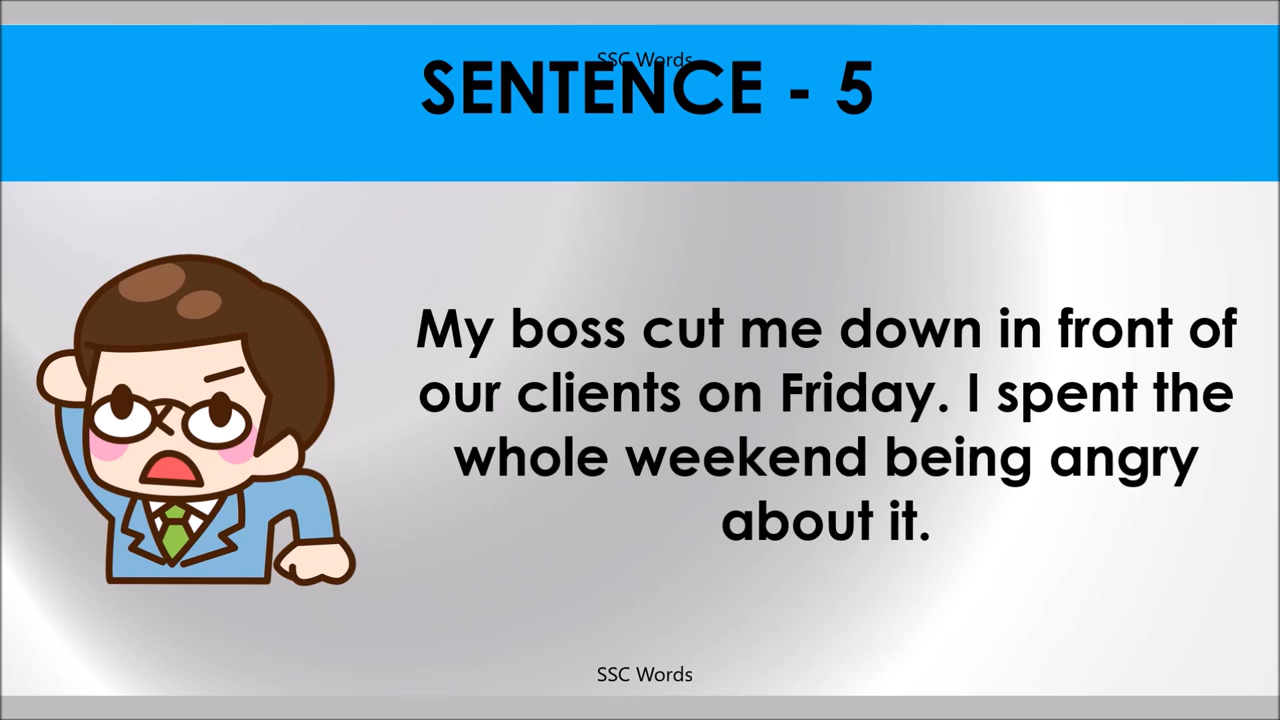 SSC Words
SENTENCE - 5
My boss cut me down in front of
our clients on Friday. I spent the
whole weekend being angry
about it.
SSC Words